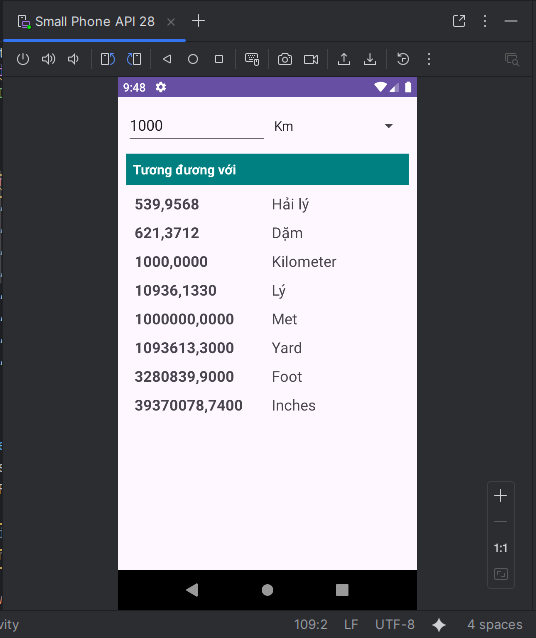 Small Phone API 28
9:48
1000 Km
Tương đương với
539,9568 Hải lý
621,3712 Dặm
1000,0000 Kilometer
10936,1330 Lý
1000000,0000 Met
1093613,3000 Yard
3280839,9000 Foot
39370078,7400 Inches
1:1
vity 109:2 LF UTF-8 4 spaces